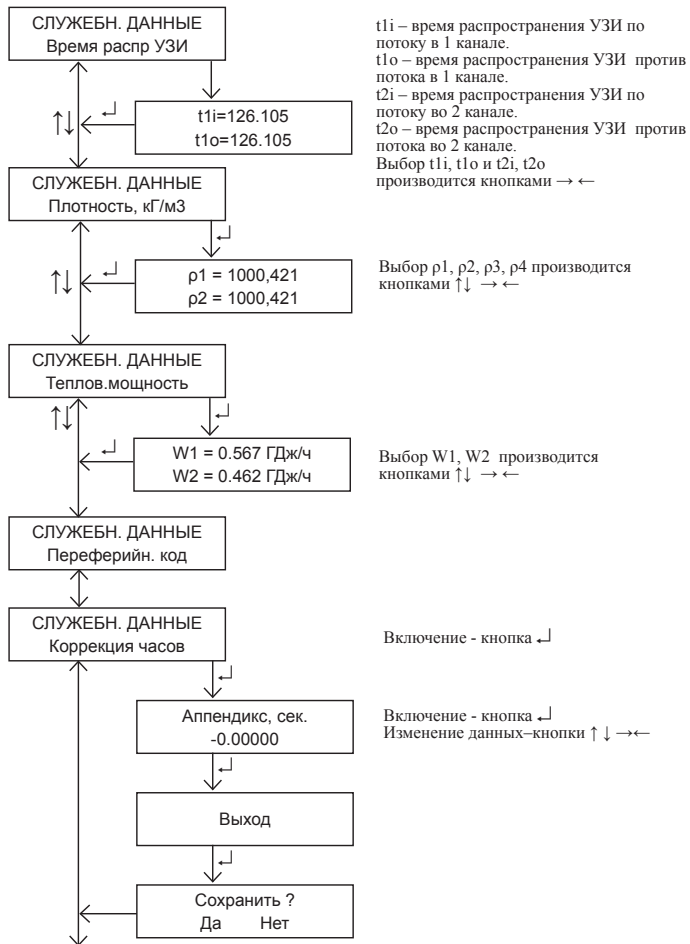 СЛУЖЕБН. ДАННЫЕ
Время распр УЗИ
t1i – время распространения УЗИ по
потоку в 1 канале.
t1o – время распространения УЗИ против
потока в 1 канале.
t2i – время распространения УЗИ по
потоку во 2 канале.
t2o – время распространения УЗИ против
потока во 2 канале.
Выбор t1i, t1o и t2i, t2o
производится кнопками → ←
↑↓
↵
t1i=126.105
t1o=126.105
СЛУЖЕБН. ДАННЫЕ
Плотность, кГ/м3
↵
↑↓
↵
ρ1 = 1000,421
ρ2 = 1000,421
Выбор ρ1, ρ2, ρ3, ρ4 производится
кнопками ↑↓ → ←
СЛУЖЕБН. ДАННЫЕ
Теплов.мощность
↑↓
↵
↵
W1 = 0.567 ГДж/ч
W2 = 0.462 ГДж/ч
Выбор W1, W2 производится
кнопками ↑↓ → ←
СЛУЖЕБН. ДАННЫЕ
Переферийн. код
СЛУЖЕБН. ДАННЫЕ
Коррекция часов
Включение - кнопка ↵
↵
Аппендикс, сек.
-0.00000
Включение - кнопка ↵
Изменение данных–кнопки ↑ ↓ →←
↵
Выход
↵
Сохранить ?
Да Нет